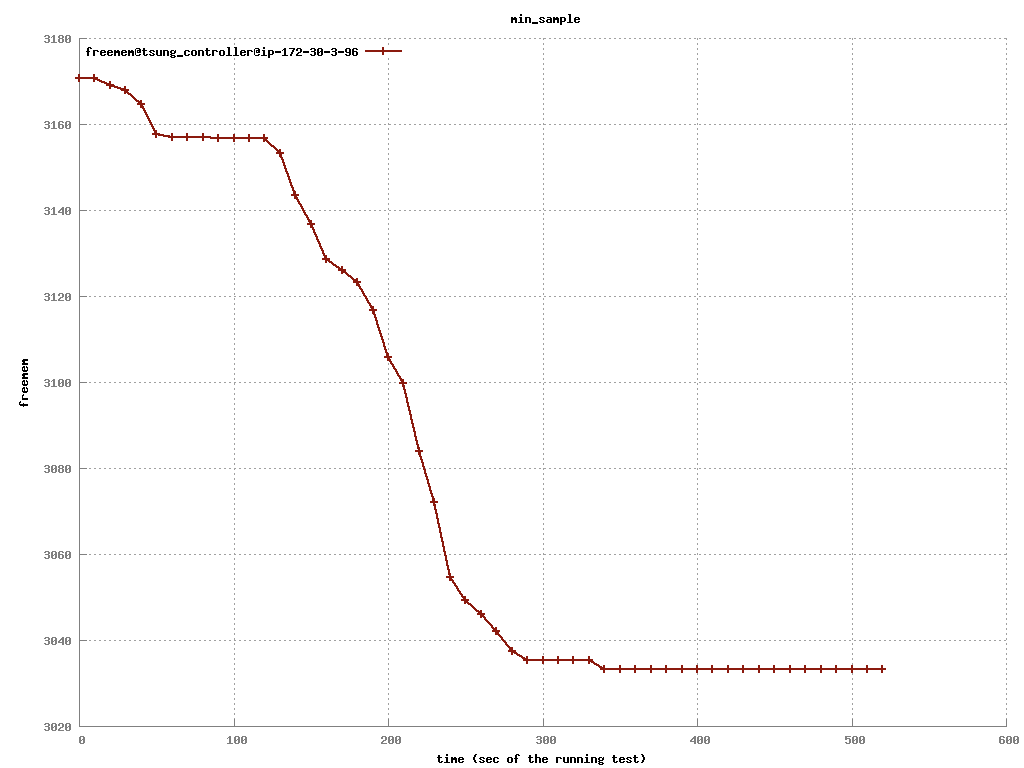 min_sample
freemem@tsung_controller@ip-172-30-3-96
3180
3160
3140
3120
3100
3080
3060
3040
3020
freemem
0 100 200 300 400 500 600
time (sec of the running test)